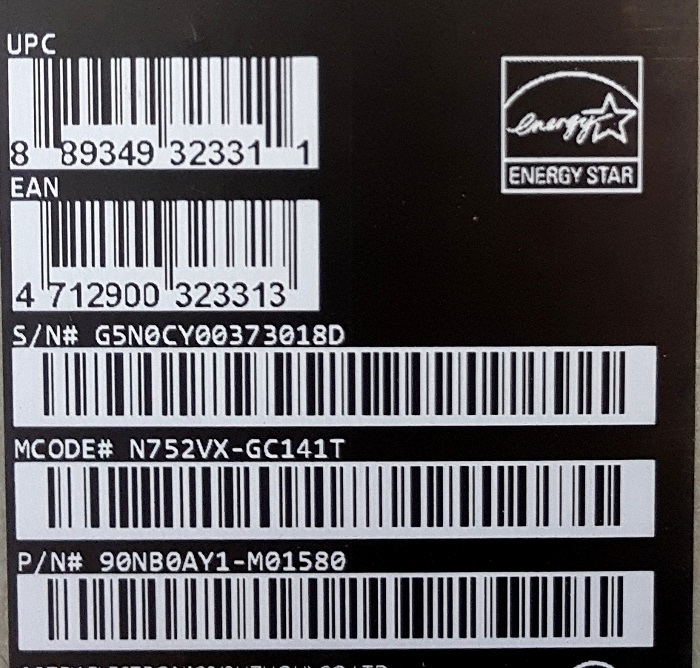 UPC
8 89349 32331 1
EAN
4 712900 323313
energy
ENERGY STAR
S/N# G5N0CY00373018D
MCODE# N752VX-GC141T
P/N# 90NB0AY1-M01580